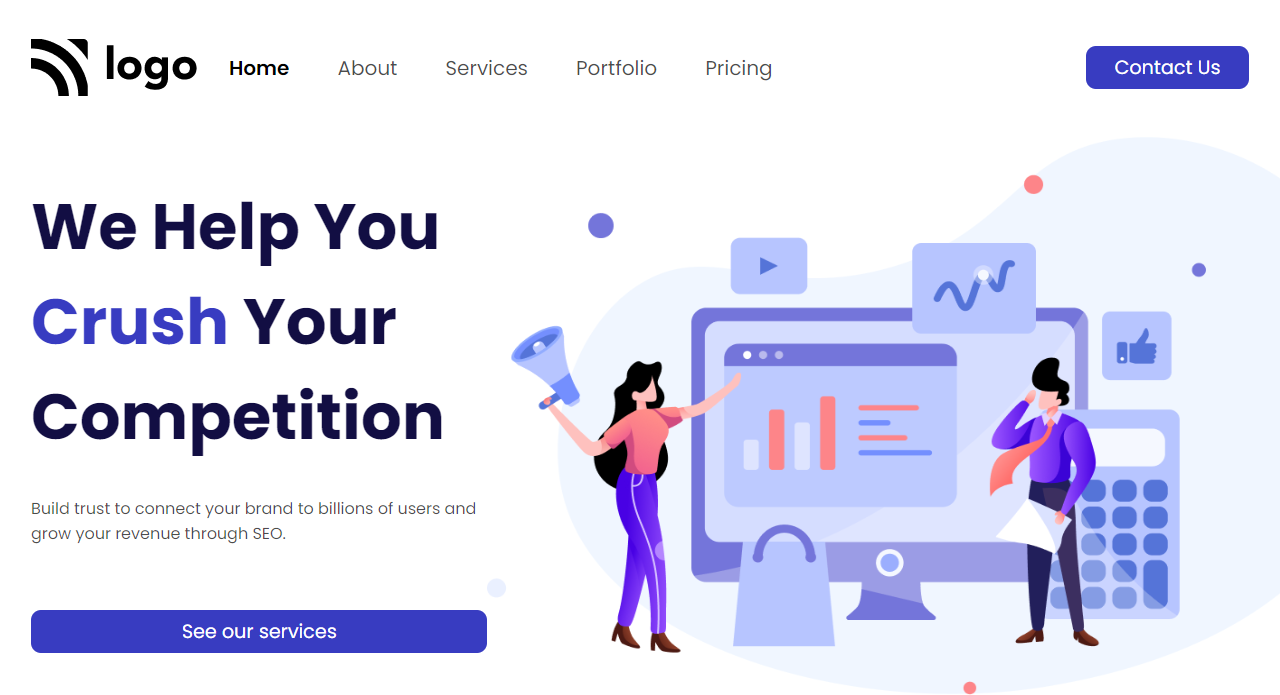 logo
Home About Services Portfolio Pricing
Contact Us
We Help You
Crush Your
Competition
Build trust to connect your brand to billions of users and
grow your revenue through SEO.
See our services